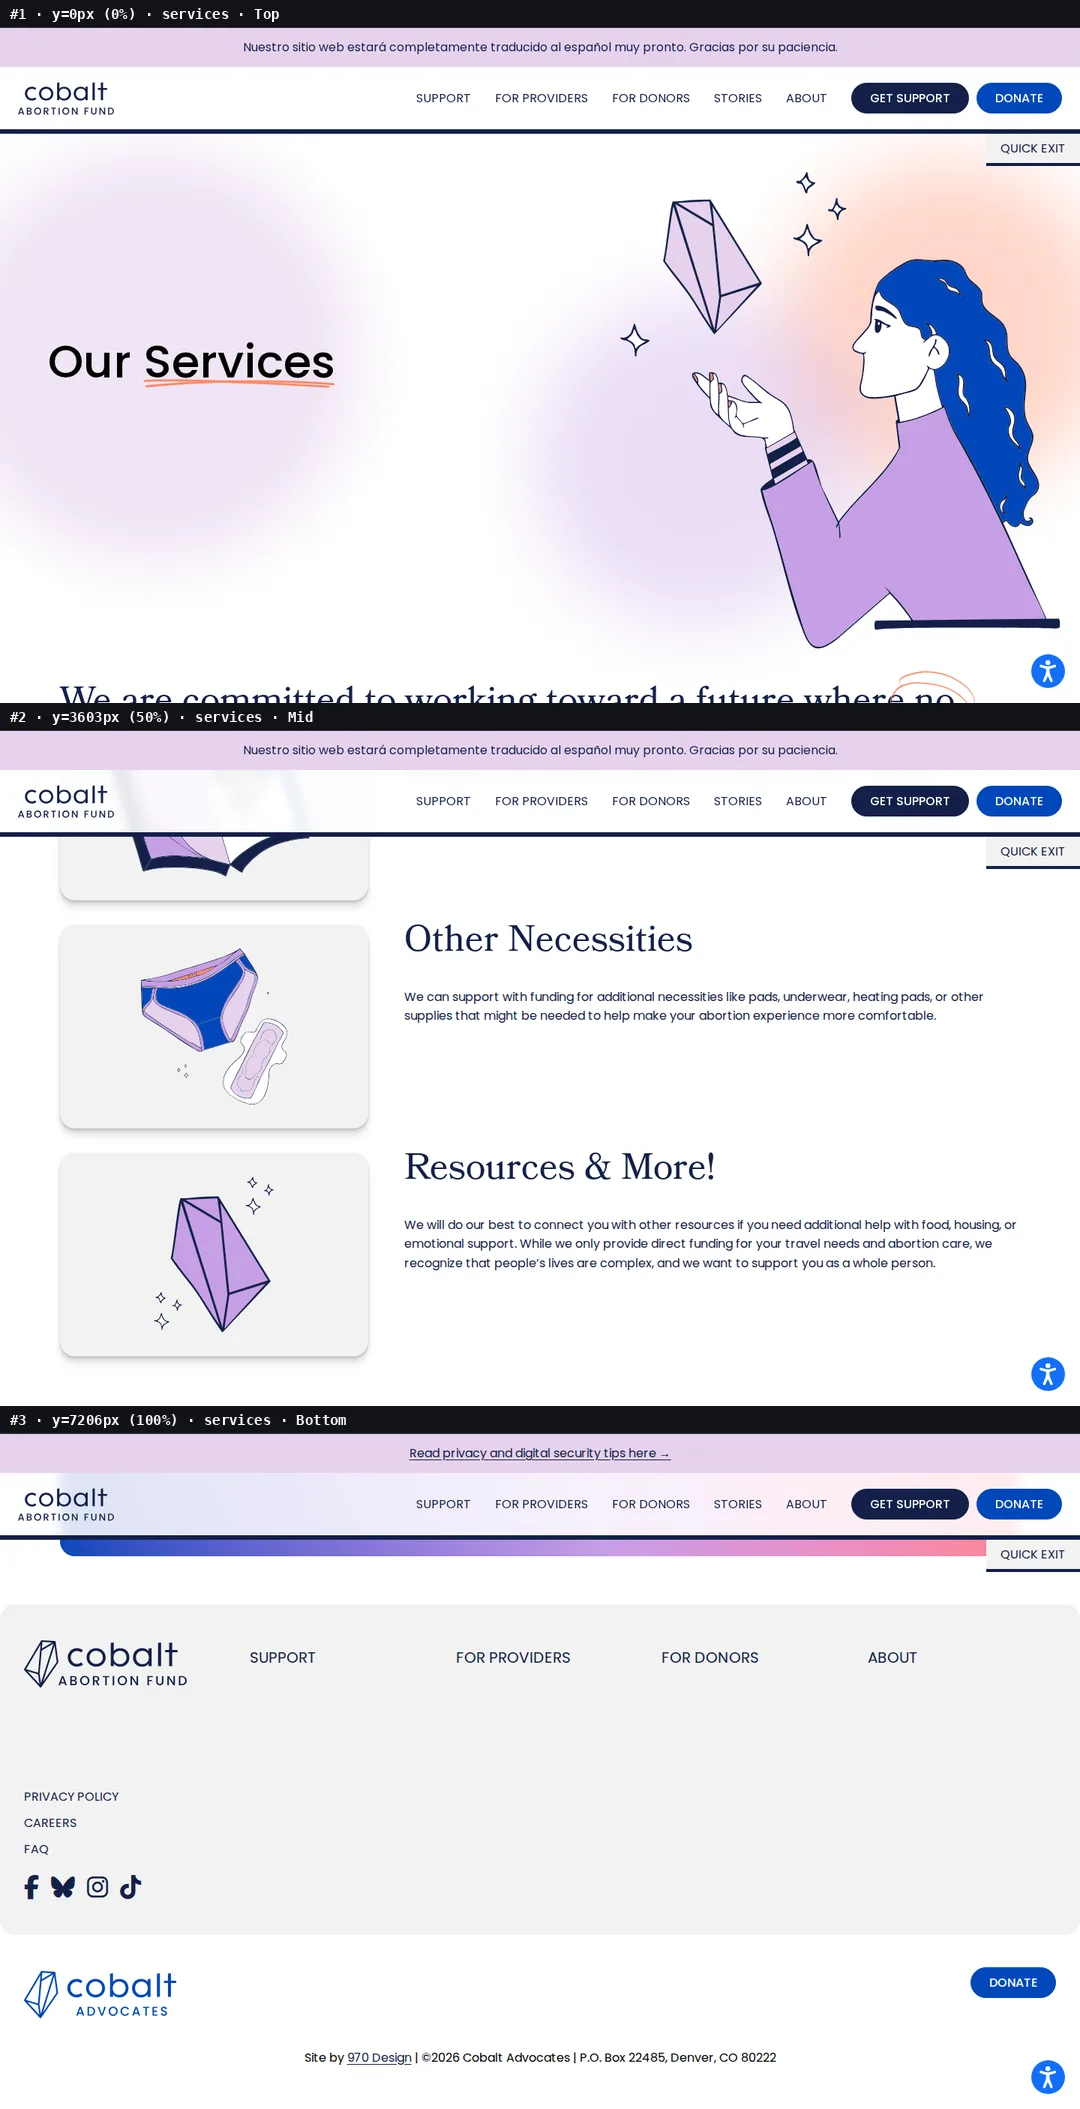 #1 · y=0px (0%) · services · Top
Nuestro sitio web estará completamente traducido al español muy pronto. Gracias por su paciencia.
cobalt
ABORTION FUND
SUPPORT FOR PROVIDERS FOR DONORS STORIES ABOUT GET SUPPORT DONATE
QUICK EXIT
Our Services
We are committed to working toward a future where no
#2 · y=3603px (50%) · services · Mid
Nuestro sitio web estará completamente traducido al español muy pronto. Gracias por su paciencia.
cobalt
ABORTION FUND
SUPPORT FOR PROVIDERS FOR DONORS STORIES ABOUT GET SUPPORT DONATE
QUICK EXIT
Other Necessities
We can support with funding for additional necessities like pads, underwear, heating pads, or other
supplies that might be needed to help make your abortion experience more comfortable.
Resources & More!
We will do our best to connect you with other resources if you need additional help with food, housing, or
emotional support. While we only provide direct funding for your travel needs and abortion care, we
recognize that people’s lives are complex, and we want to support you as a whole person.
#3 · y=7206px (100%) · services · Bottom
Read privacy and digital security tips here →
cobalt
ABORTION FUND
SUPPORT FOR PROVIDERS FOR DONORS STORIES ABOUT GET SUPPORT DONATE
QUICK EXIT
cobalt
ABORTION FUND
SUPPORT FOR PROVIDERS FOR DONORS ABOUT
PRIVACY POLICY
CAREERS
FAQ
cobalt
ADVOCATES
DONATE
Site by 970 Design | ©2026 Cobalt Advocates | P.O. Box 22485, Denver, CO 80222